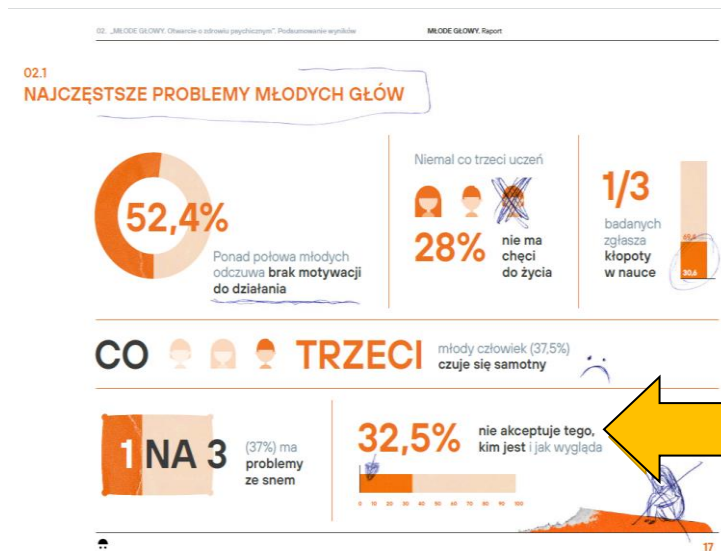 02. „MŁODE GŁOWY. Otwarcie o zdrowiu psychicznym”. Podsumowanie wyników
MŁODE GŁOWY. Raport
02.1
NAJCZĘSTSZE PROBLEMY MŁODYCH GŁÓW
52,4%
Ponad połowa młodych
odczuwa brak motywacji
do działania
Niemal co trzeci uczeń
28%
nie ma
chęci
do życia
1/3
badanych
zgłasza
kłopoty
w nauce
69,4
30,6
CO TRZECI
młody człowiek (37,5%)
czuje się samotny
1 NA 3
(37%) ma
problemy
ze snem
32,5%
nie akceptuje tego,
kim jest i jak wygląda
0 10 20 30 40 50 60 70 80 90 100
17